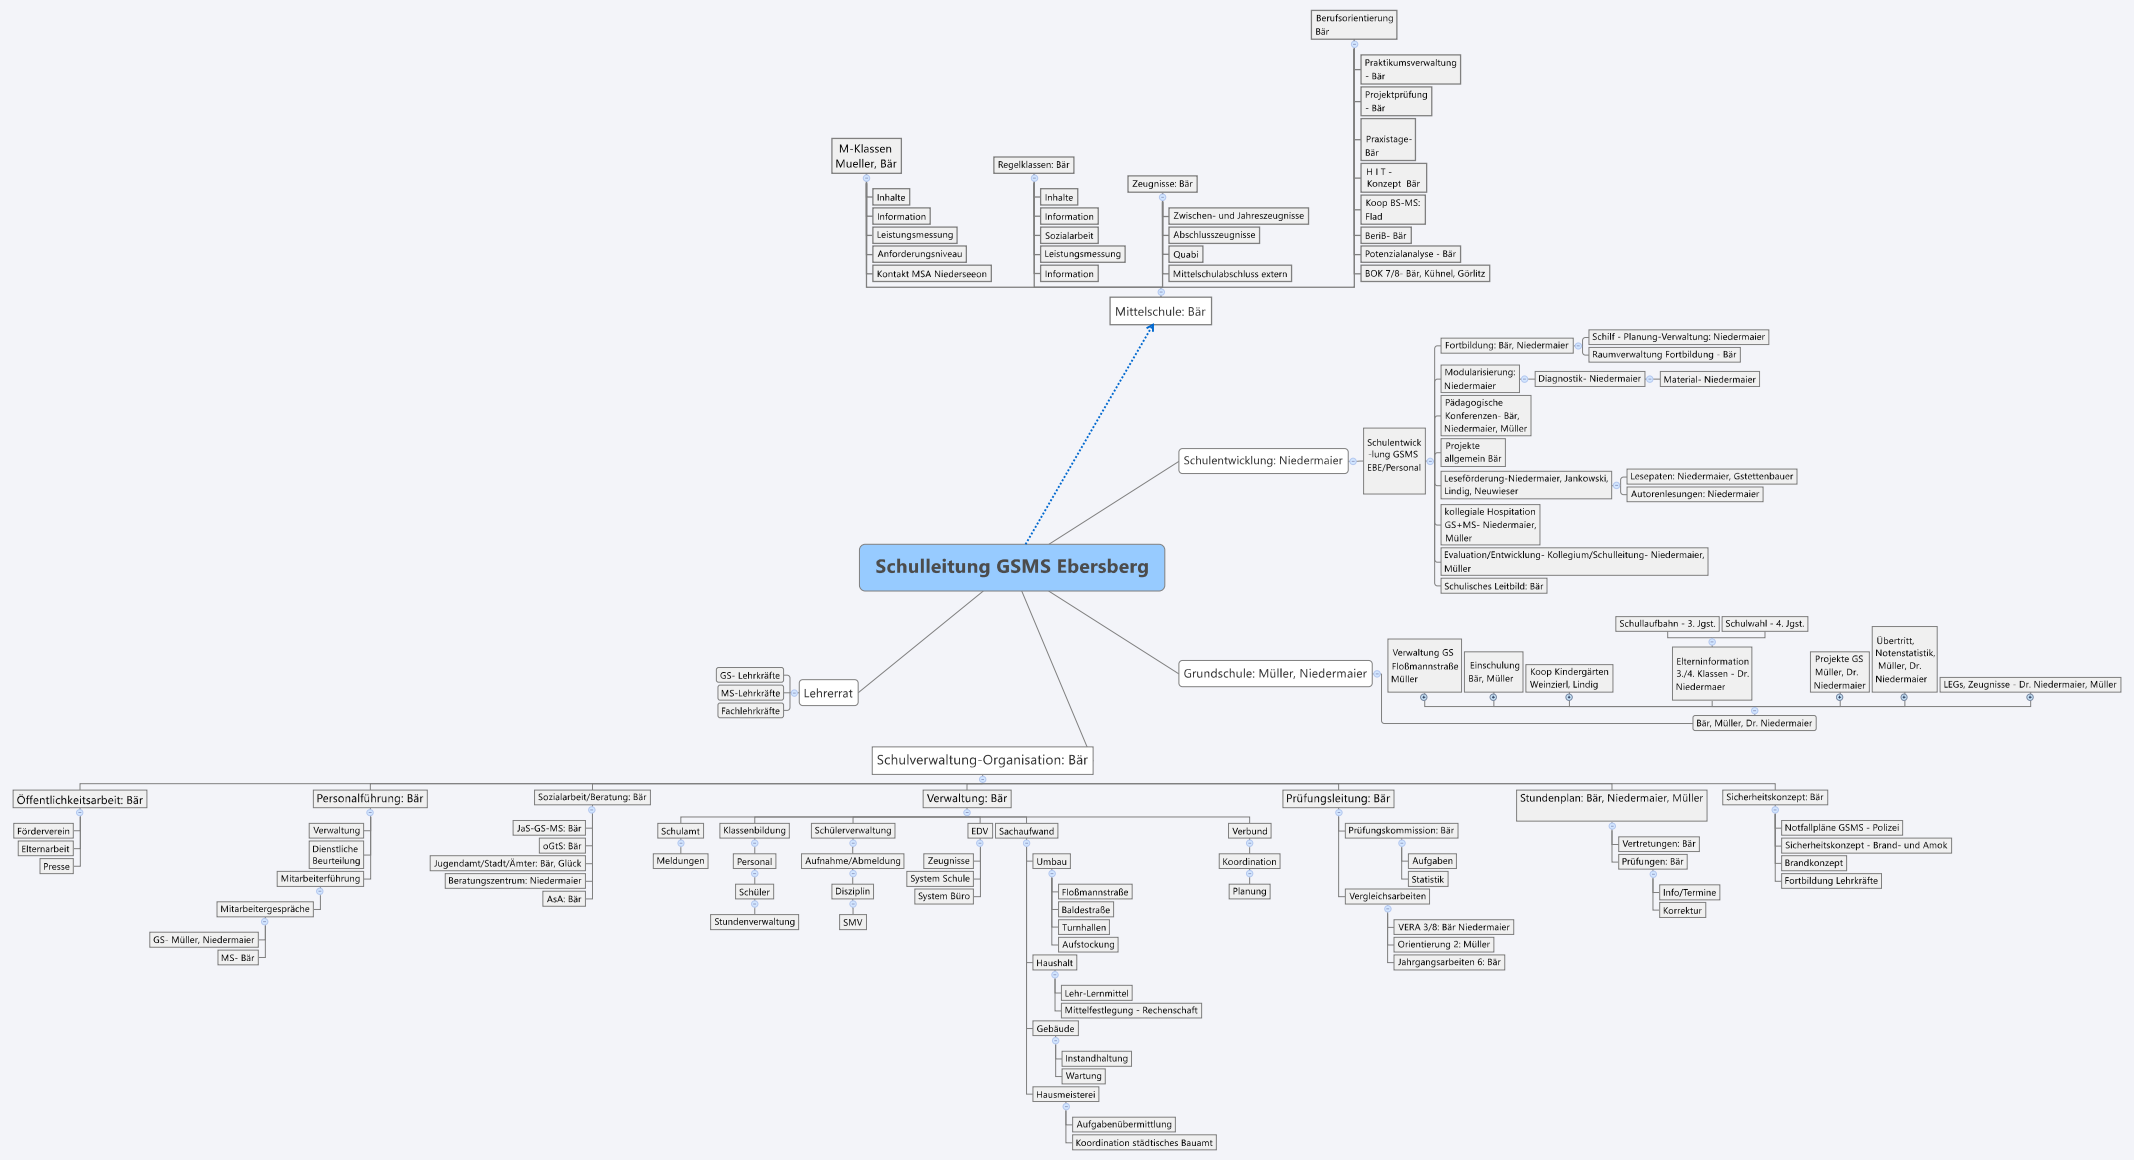 Berufsorientierung
Bär
Praktikumsverwaltung
- Bär
Projektprüfung
- Bär
Praxistage-
Bär
H I T -
Konzept Bär
Koop BS-MS:
Flad
BeriB- Bär
Potenzialanalyse - Bär
BOK 7/8- Bär, Kühnel, Görlitz
M-Klassen
Mueller, Bär
Inhalte
Information
Leistungsmessung
Anforderungsniveau
Kontakt MSA Niederseeon
Regelklassen: Bär
Inhalte
Information
Sozialarbeit
Leistungsmessung
Information
Zeugnisse: Bär
Zwischen- und Jahreszeugnisse
Abschlusszeugnisse
Quabi
Mittelschulabschluss extern
Mittelschule: Bär
Schulentwicklung: Niedermaier
Schulentwick
-lung GSMS
EBE/Personal
Fortbildung: Bär, Niedermaier
Schilf - Planung-Verwaltung: Niedermaier
Raumverwaltung Fortbildung - Bär
Modularisierung:
Niedermaier
Diagnostik- Niedermaier
Material- Niedermaier
Pädagogische
Konferenzen- Bär,
Niedermaier, Müller
Projekte
allgemein Bär
Leseförderung-Niedermaier, Jankowski,
Lindig, Neuwieser
Lesepaten: Niedermaier, Gstettenbauer
Autorenlesungen: Niedermaier
kollegiale Hospitation
GS+MS- Niedermaier,
Müller
Evaluation/Entwicklung- Kollegium/Schulleitung- Niedermaier,
Müller
Schulisches Leitbild: Bär
Schulleitung GSMS Ebersberg
Grundschule: Müller, Niedermaier
Verwaltung GS
Floßmannstraße
Müller
Einschulung
Bär, Müller
Koop Kindergärten
Weinzierl, Lindig
Schullaufbahn - 3. Jgst.
Schulwahl - 4. Jgst.
Elterninformation
3./4. Klassen - Dr.
Niedermaer
Projekte GS
Müller, Dr.
Niedermaier
Übertritt,
Notenstatistik,
Müller, Dr.
Niedermaier
LEGs, Zeugnisse - Dr. Niedermaier, Müller
Bär, Müller, Dr. Niedermaier
Lehrerrat
GS- Lehrkräfte
MS-Lehrkräfte
Fachlehrkräfte
Schulverwaltung-Organisation: Bär
Öffentlichkeitsarbeit: Bär
Förderverein
Elternarbeit
Presse
Personalführung: Bär
Verwaltung
Dienstliche
Beurteilung
Mitarbeiterführung
Mitarbeitergespräche
GS- Müller, Niedermaier
MS- Bär
Sozialarbeit/Beratung: Bär
JaS-GS-MS: Bär
oGtS: Bär
Jugendamt/Stadt/Ämter: Bär, Glück
Beratungszentrum: Niedermaier
AsA: Bär
Verwaltung: Bär
Schulamt
Meldungen
Klassenbildung
Personal
Schüler
Stundenverwaltung
Schülerverwaltung
Aufnahme/Abmeldung
Disziplin
SMV
EDV
Zeugnisse
System Schule
System Büro
Sachaufwand
Umbau
Floßmannstraße
Baldestraße
Turnhallen
Aufstockung
Haushalt
Lehr-Lernmittel
Mittelfestlegung - Rechenschaft
Gebäude
Instandhaltung
Wartung
Hausmeisterei
Aufgabenübermittlung
Koordination städtisches Bauamt
Verbund
Koordination
Planung
Prüfungsleitung: Bär
Prüfungskommission: Bär
Aufgaben
Statistik
Vergleichsarbeiten
VERA 3/8: Bär Niedermaier
Orientierung 2: Müller
Jahrgangsarbeiten 6: Bär
Stundenplan: Bär, Niedermaier, Müller
Vertretungen: Bär
Prüfungen: Bär
Info/Termine
Korrektur
Sicherheitskonzept: Bär
Notfallpläne GSMS - Polizei
Sicherheitskonzept - Brand- und Amok
Brandkonzept
Fortbildung Lehrkräfte